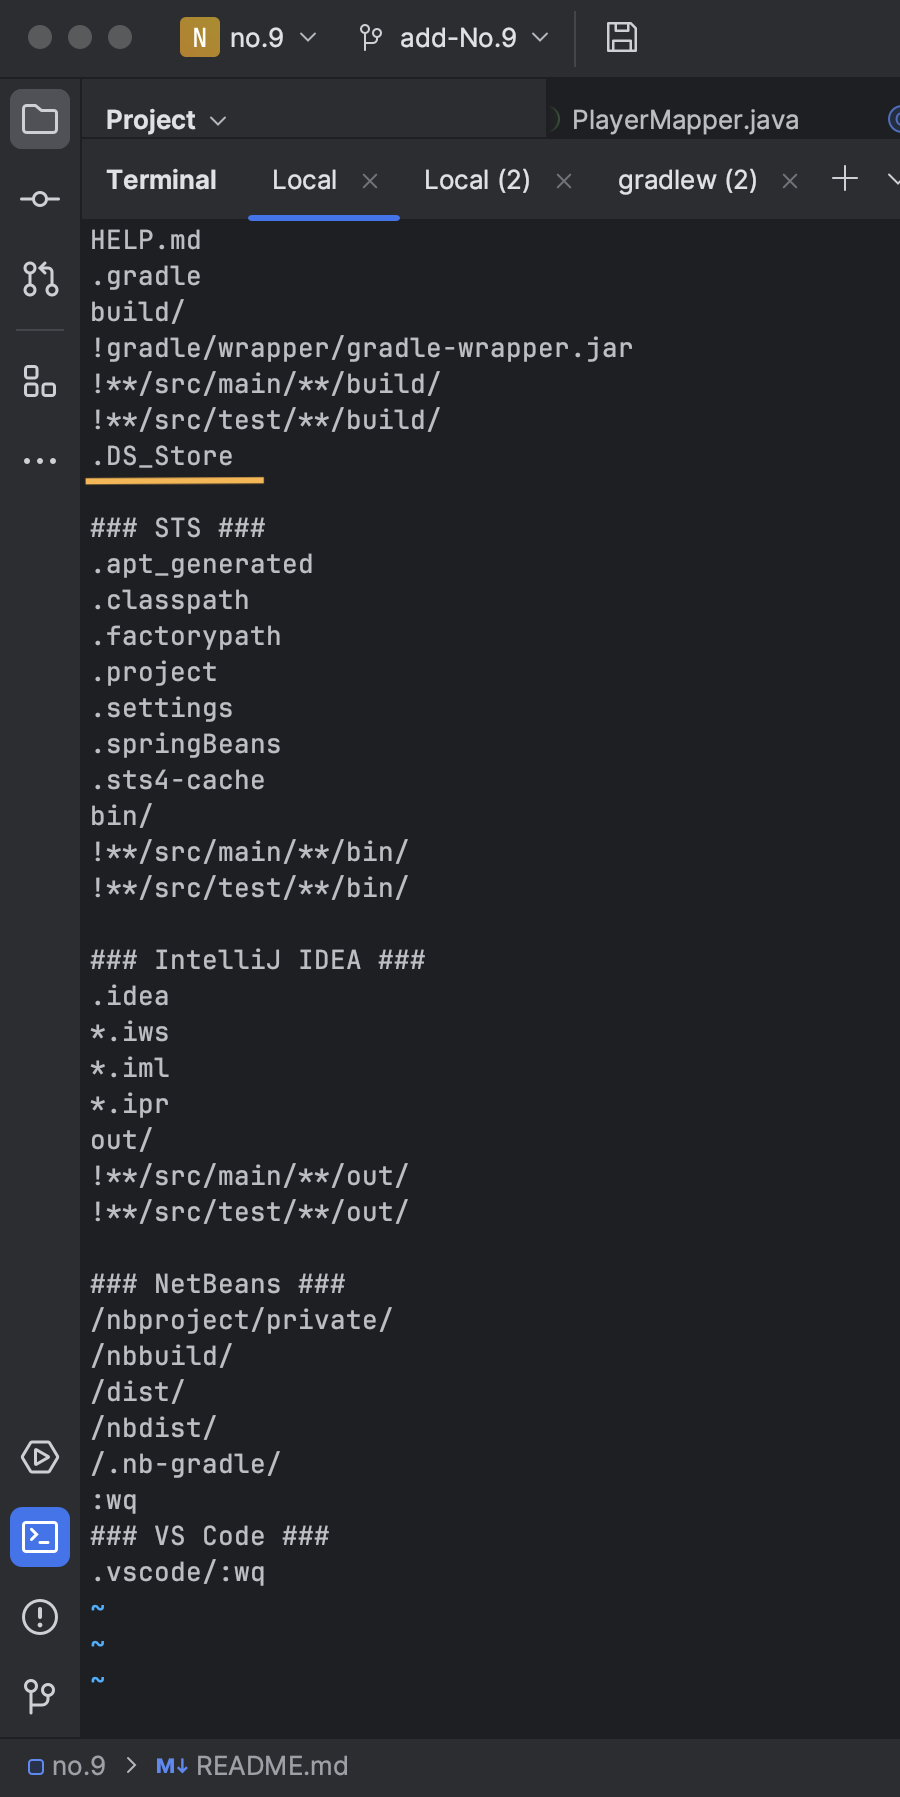 N no.9 add-No.9
Project PlayerMapper.java
Terminal Local Local (2) gradlew (2)
HELP.md
.gradle
build/
!gradle/wrapper/gradle-wrapper.jar
!**/src/main/**/build/
!**/src/test/**/build/
.DS_Store
### STS ###
.apt_generated
.classpath
.factorypath
.project
.settings
.springBeans
.sts4-cache
bin/
!**/src/main/**/bin/
!**/src/test/**/bin/
### IntelliJ IDEA ###
.idea
*.iws
*.iml
*.ipr
out/
!**/src/main/**/out/
!**/src/test/**/out/
### NetBeans ###
/nbproject/private/
/nbbuild/
/dist/
/nbdist/
/.nb-gradle/
:wq
### VS Code ###
.vscode/:wq
~
~
~
no.9 > M↓ README.md